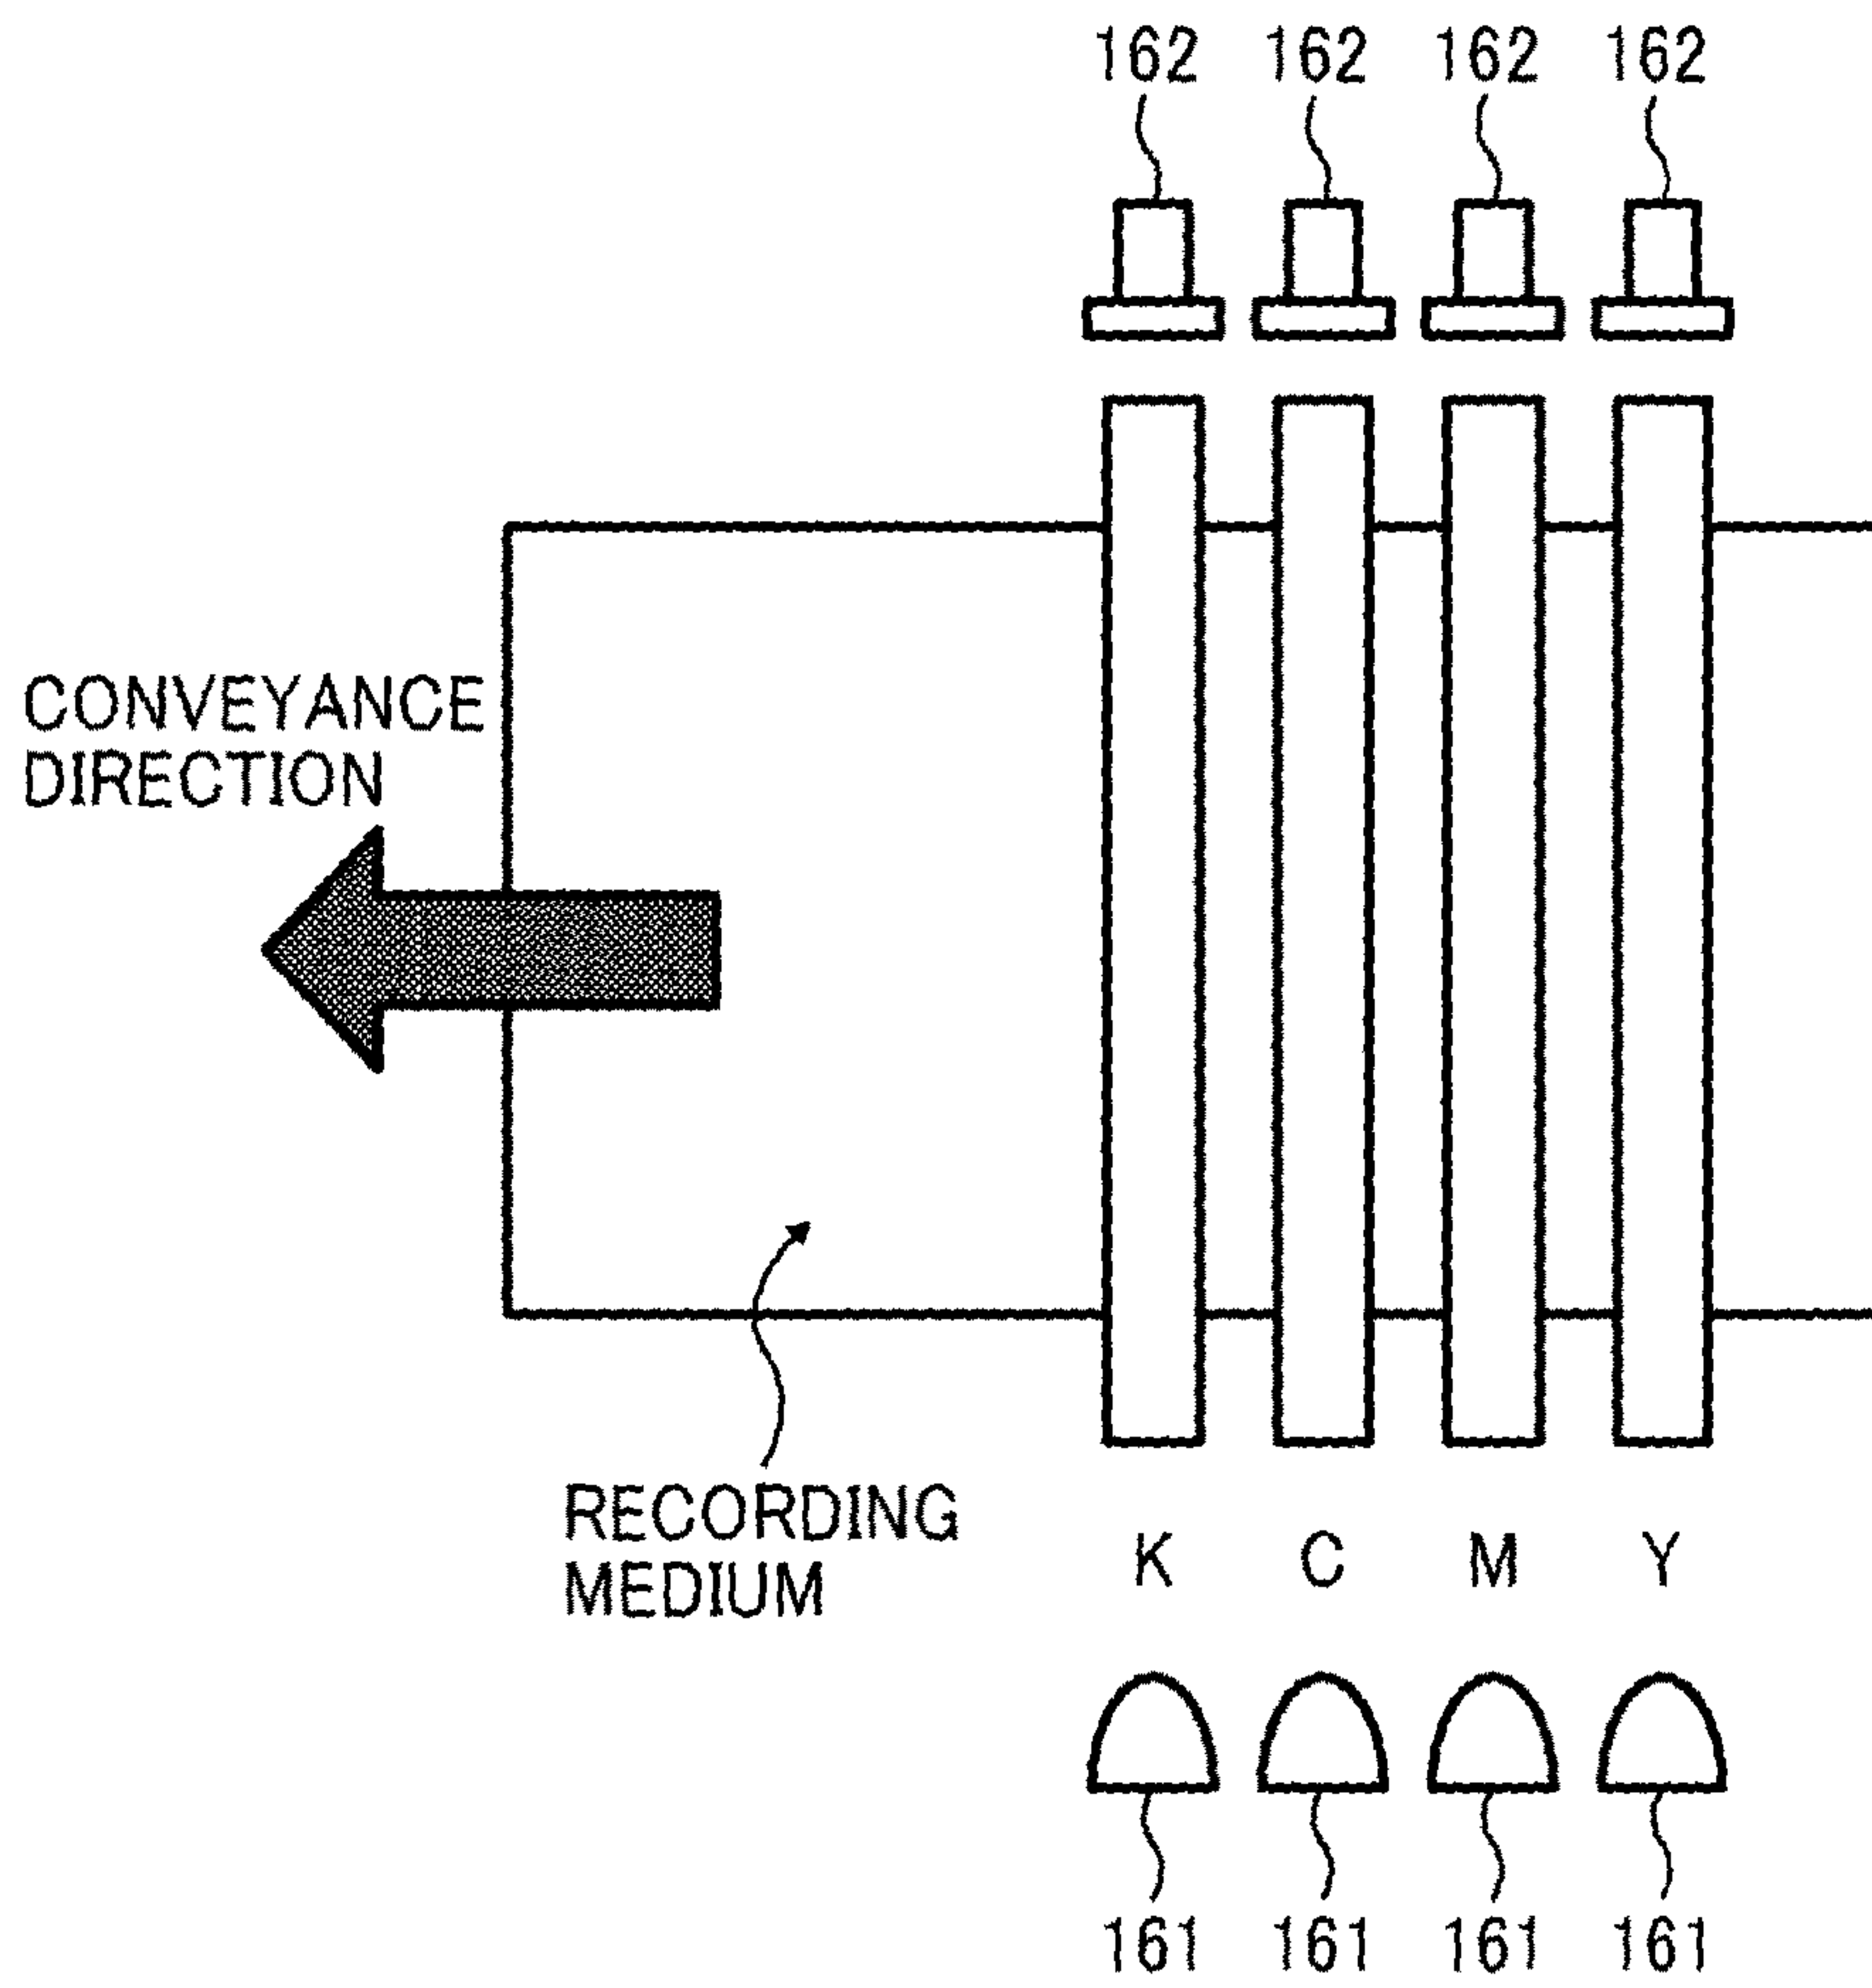 162 162 162 162
CONVEYANCE
DIRECTION
RECORDING
MEDIUM
K C M Y
161 161 161 161